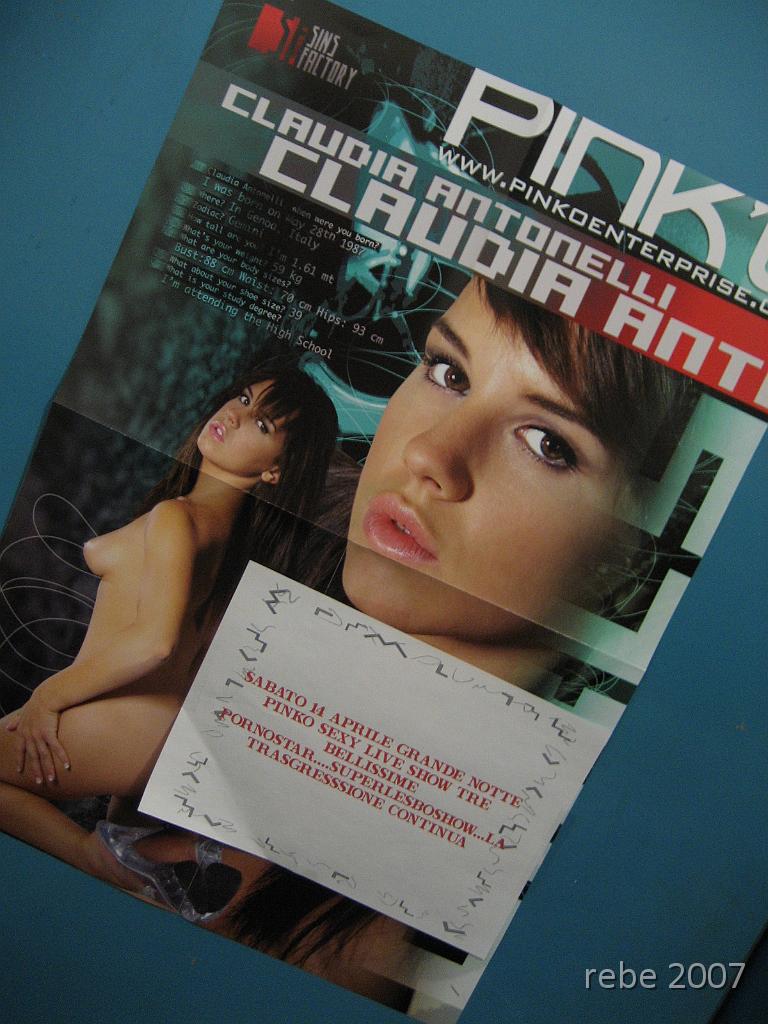 SINS
FACTORY
PINK'
WWW.PINKOENTERPRISE.
CLAUDIA ANTONELLI
CLAUDIA ANT
Claudia Antonelli when were you born?
I was born on May 28th 1987
Where? In Genoa, Italy
Zodiac? Gemini
How tall are you? 1.61 mt
What's your weight? 59 kg
What are your body sizes?
Bust:88 cm Waist: 70 cm Hips: 93 cm
What about your shoe size? 39
What is your study degree?
I'm attending the High School
SABATO 14 APRILE GRANDE NOTTE
PINKO SEXY LIVE SHOW TRE
BELLISSIME
PORNOSTAR....SUPERLESBOSHOW...LA
TRASGRESSSIONE CONTINUA
rebe 2007